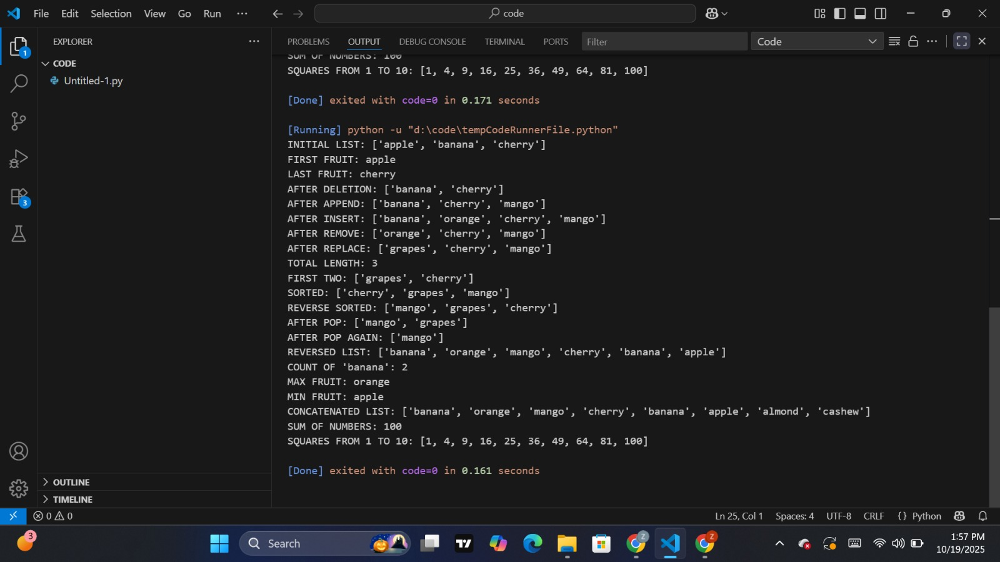 File Edit Selection View Go Run ··· code
EXPLORER ···
CODE
Untitled-1.py
OUTLINE
TIMELINE
PROBLEMS OUTPUT DEBUG CONSOLE TERMINAL PORTS Filter Code ···
SUM OF NUMBERS: 100
SQUARES FROM 1 TO 10: [1, 4, 9, 16, 25, 36, 49, 64, 81, 100]
[Done] exited with code=0 in 0.171 seconds
[Running] python -u "d:\code\tempCodeRunnerFile.python"
INITIAL LIST: ['apple', 'banana', 'cherry']
FIRST FRUIT: apple
LAST FRUIT: cherry
AFTER DELETION: ['banana', 'cherry']
AFTER APPEND: ['banana', 'cherry', 'mango']
AFTER INSERT: ['banana', 'orange', 'cherry', 'mango']
AFTER REMOVE: ['orange', 'cherry', 'mango']
AFTER REPLACE: ['grapes', 'cherry', 'mango']
TOTAL LENGTH: 3
FIRST TWO: ['grapes', 'cherry']
SORTED: ['cherry', 'grapes', 'mango']
REVERSE SORTED: ['mango', 'grapes', 'cherry']
AFTER POP: ['mango', 'grapes']
AFTER POP AGAIN: ['mango']
REVERSED LIST: ['banana', 'orange', 'mango', 'cherry', 'banana', 'apple']
COUNT OF 'banana': 2
MAX FRUIT: orange
MIN FRUIT: apple
CONCATENATED LIST: ['banana', 'orange', 'mango', 'cherry', 'banana', 'apple', 'almond', 'cashew']
SUM OF NUMBERS: 100
SQUARES FROM 1 TO 10: [1, 4, 9, 16, 25, 36, 49, 64, 81, 100]
[Done] exited with code=0 in 0.161 seconds
1
3
0 0 Ln 25, Col 1 Spaces: 4 UTF-8 CRLF {} Python
3 Search Z Z 1:57 PM
10/19/2025